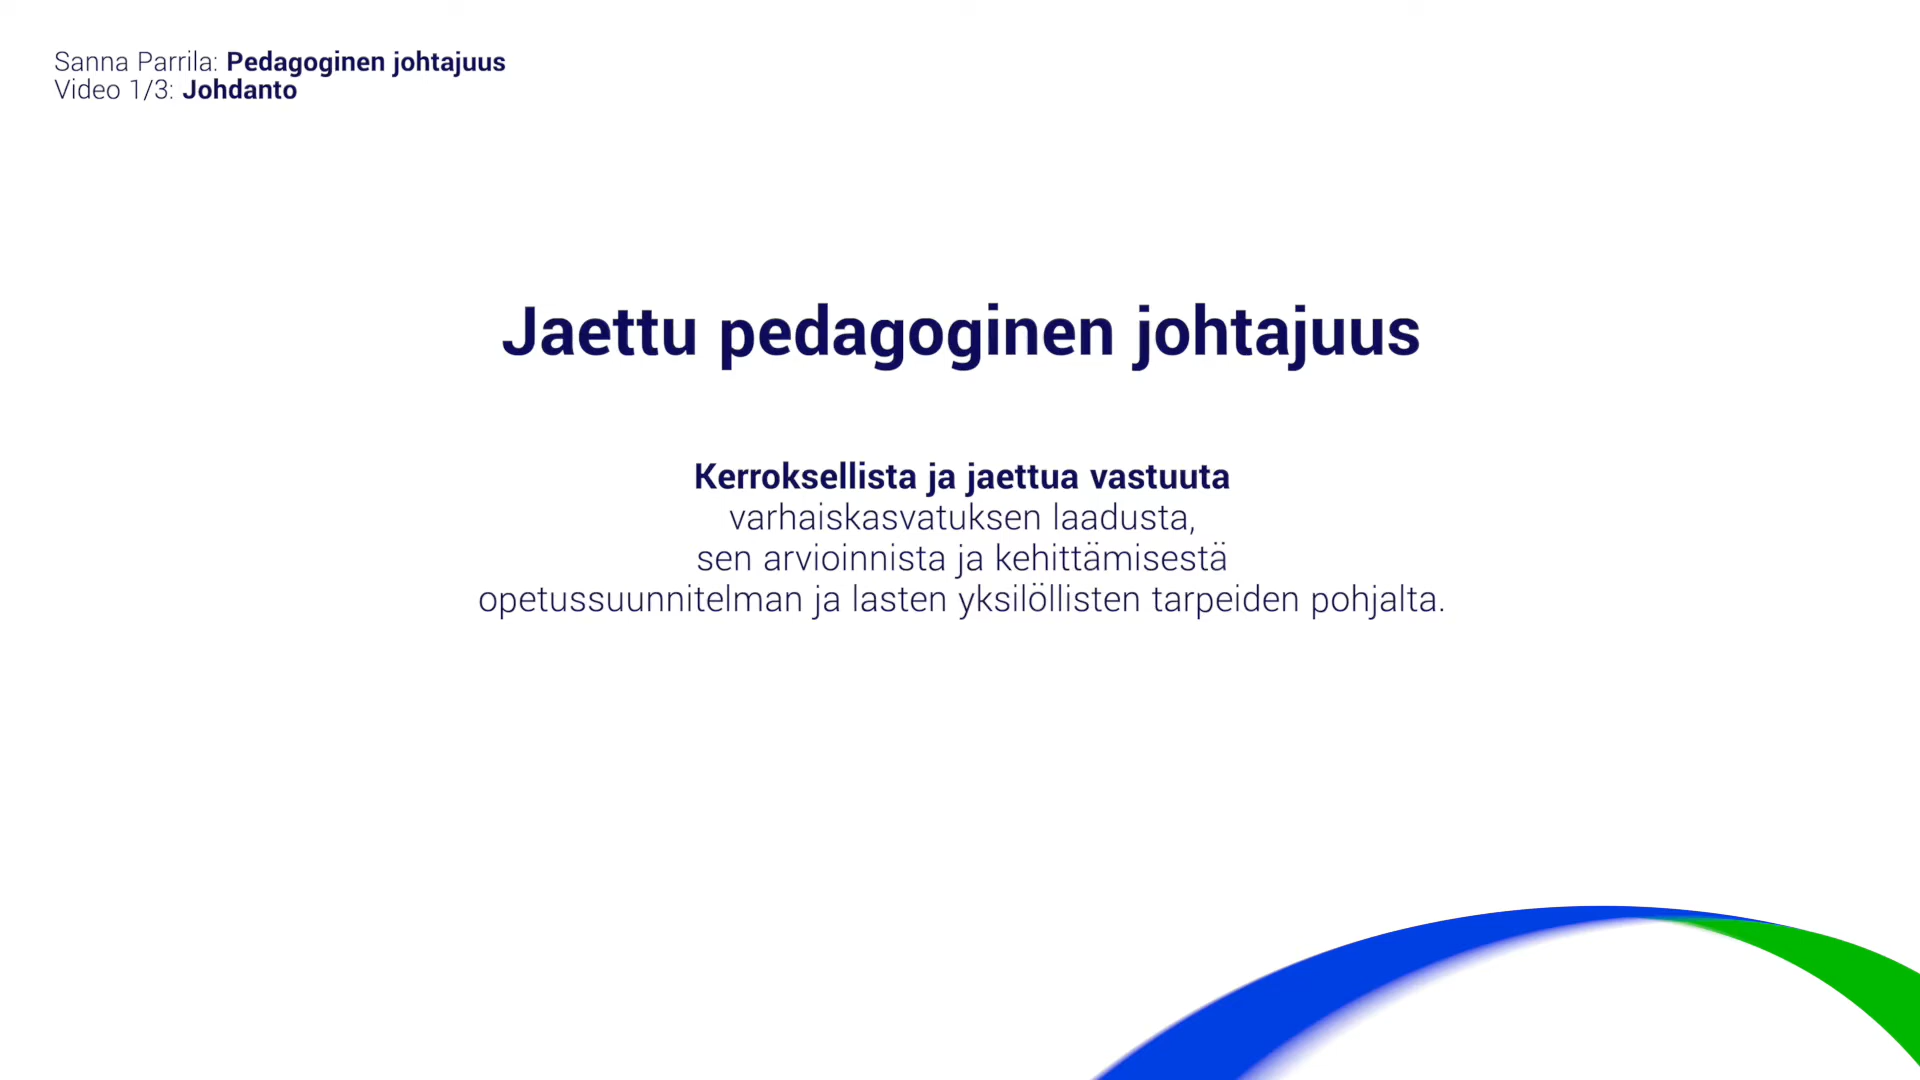 Sanna Parrila: Pedagoginen johtajuus
Video 1/3: Johdanto
Jaettu pedagoginen johtajuus
Kerroksellista ja jaettua vastuuta
varhaiskasvatuksen laadusta,
sen arvioinnista ja kehittämisestä
opetussuunnitelman ja lasten yksilöllisten tarpeiden pohjalta.